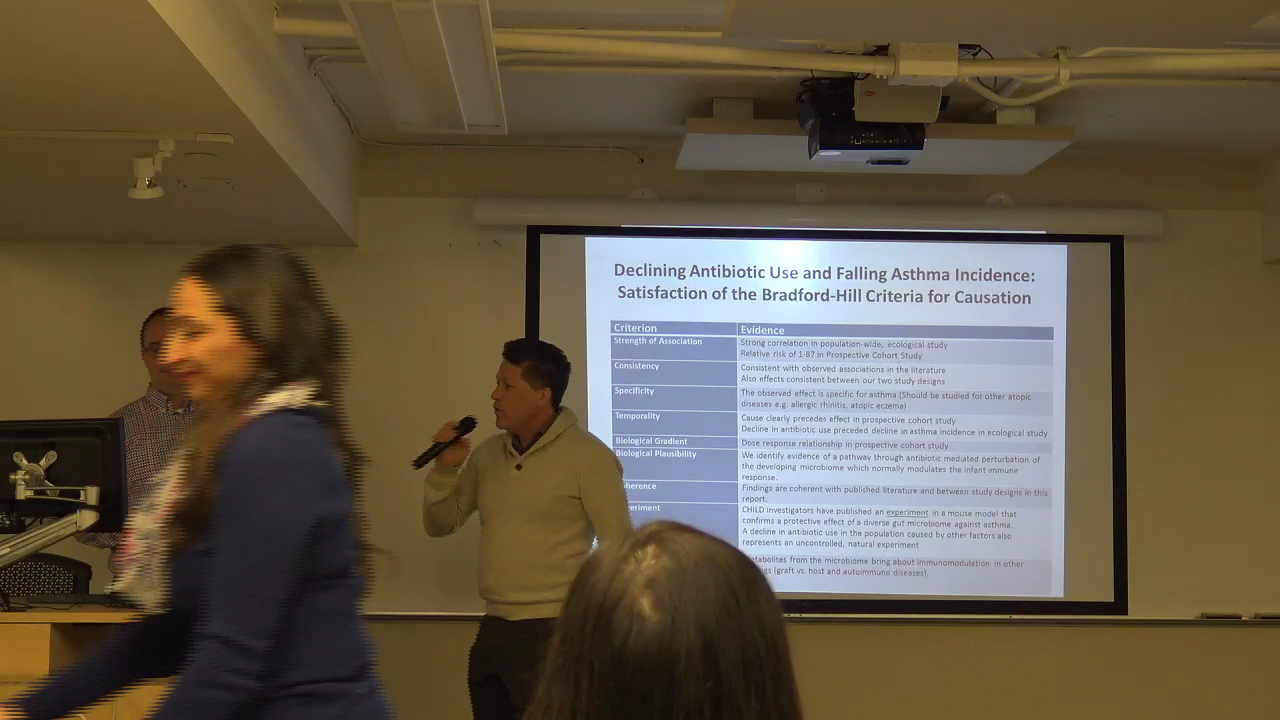 Declining Antibiotic Use and Falling Asthma Incidence:
Satisfaction of the Bradford-Hill Criteria for Causation
Criterion Evidence
Strength of Association Strong correlation in population-wide, ecological study
Relative risk of 1·87 in Prospective Cohort Study
Consistency Consistent with observed associations in the literature
Also effects consistent between our two study designs
Specificity The observed effect is specific for asthma (Should be studied for other atopic
diseases e.g. allergic rhinitis, atopic eczema)
Temporality Cause clearly precedes effect in prospective cohort study
Decline in antibiotic use preceded decline in asthma incidence in ecological study
Biological Gradient Dose response relationship in prospective cohort study
Biological Plausibility We identify evidence of a pathway through antibiotic mediated perturbation of
the developing microbiome which normally modulates the infant immune
response.
herence Findings are coherent with published literature and between study designs in this
report.
eriment CHILD investigators have published an experiment in a mouse model that
confirms a protective effect of a diverse gut microbiome against asthma.
A decline in antibiotic use in the population caused by other factors also
represents an uncontrolled, natural experiment
etabolites from the microbiome bring about immunomodulation in other
(graft vs. host and autoimmune diseases).